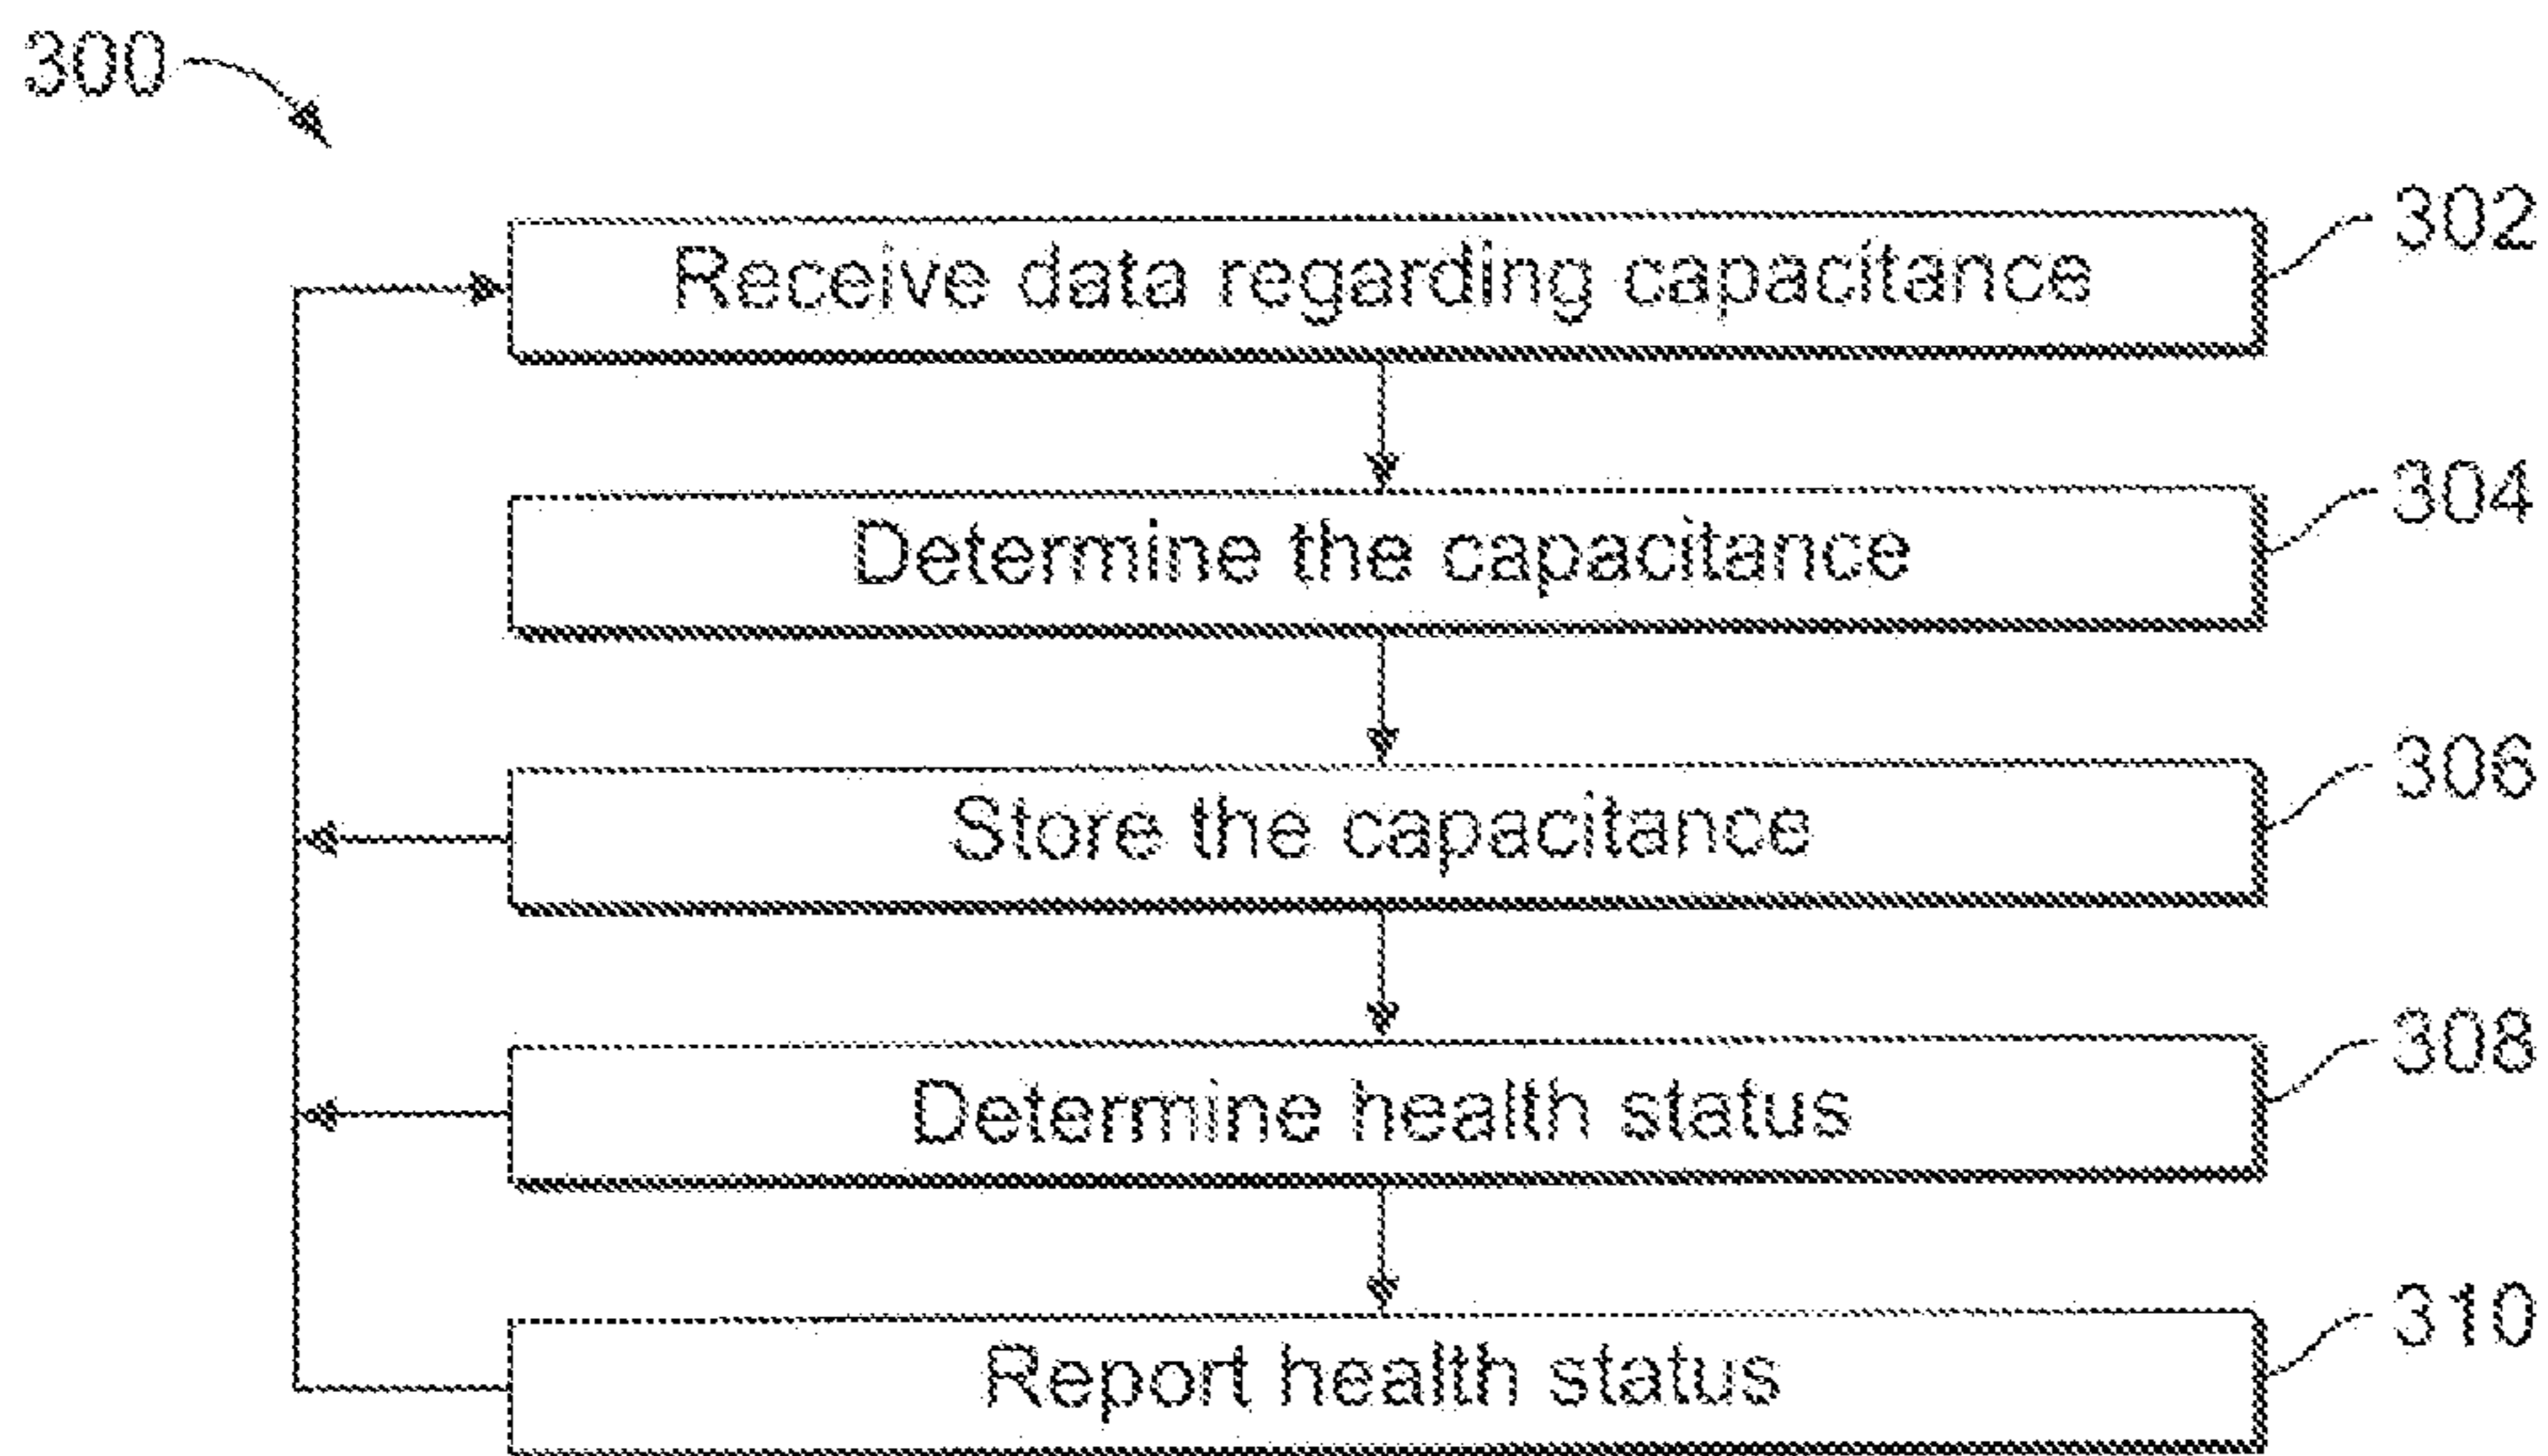 300
Receive data regarding capacitance
302
Determine the capacitance
304
Store the capacitance
306
Determine health status
308
Report health status
310